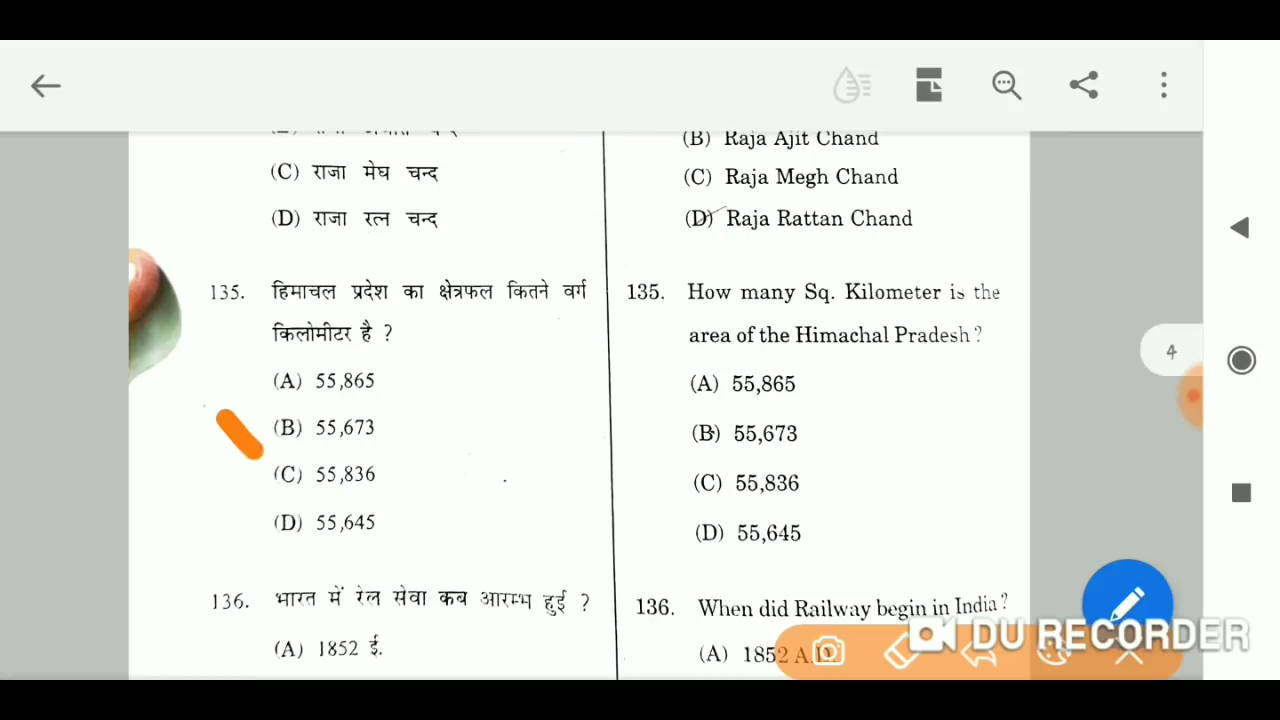 (C) राजा मेघ चन्द
(D) राजा रत्न चन्द
135. हिमाचल प्रदेश का क्षेत्रफल कितने वर्ग
किलोमीटर है ?
(A) 55,865
(B) 55,673
(C) 55,836
(D) 55,645
136. भारत में रेल सेवा कब आरम्भ हुई ?
(A) 1852 ई.
(B) Raja Ajit Chand
(C) Raja Megh Chand
(D) Raja Rattan Chand
135. How many Sq. Kilometer is the
area of the Himachal Pradesh?
(A) 55,865
(B) 55,673
(C) 55,836
(D) 55,645
136. When did Railway begin in India?
(A) 1852 A.D.
4
DU RECORDER